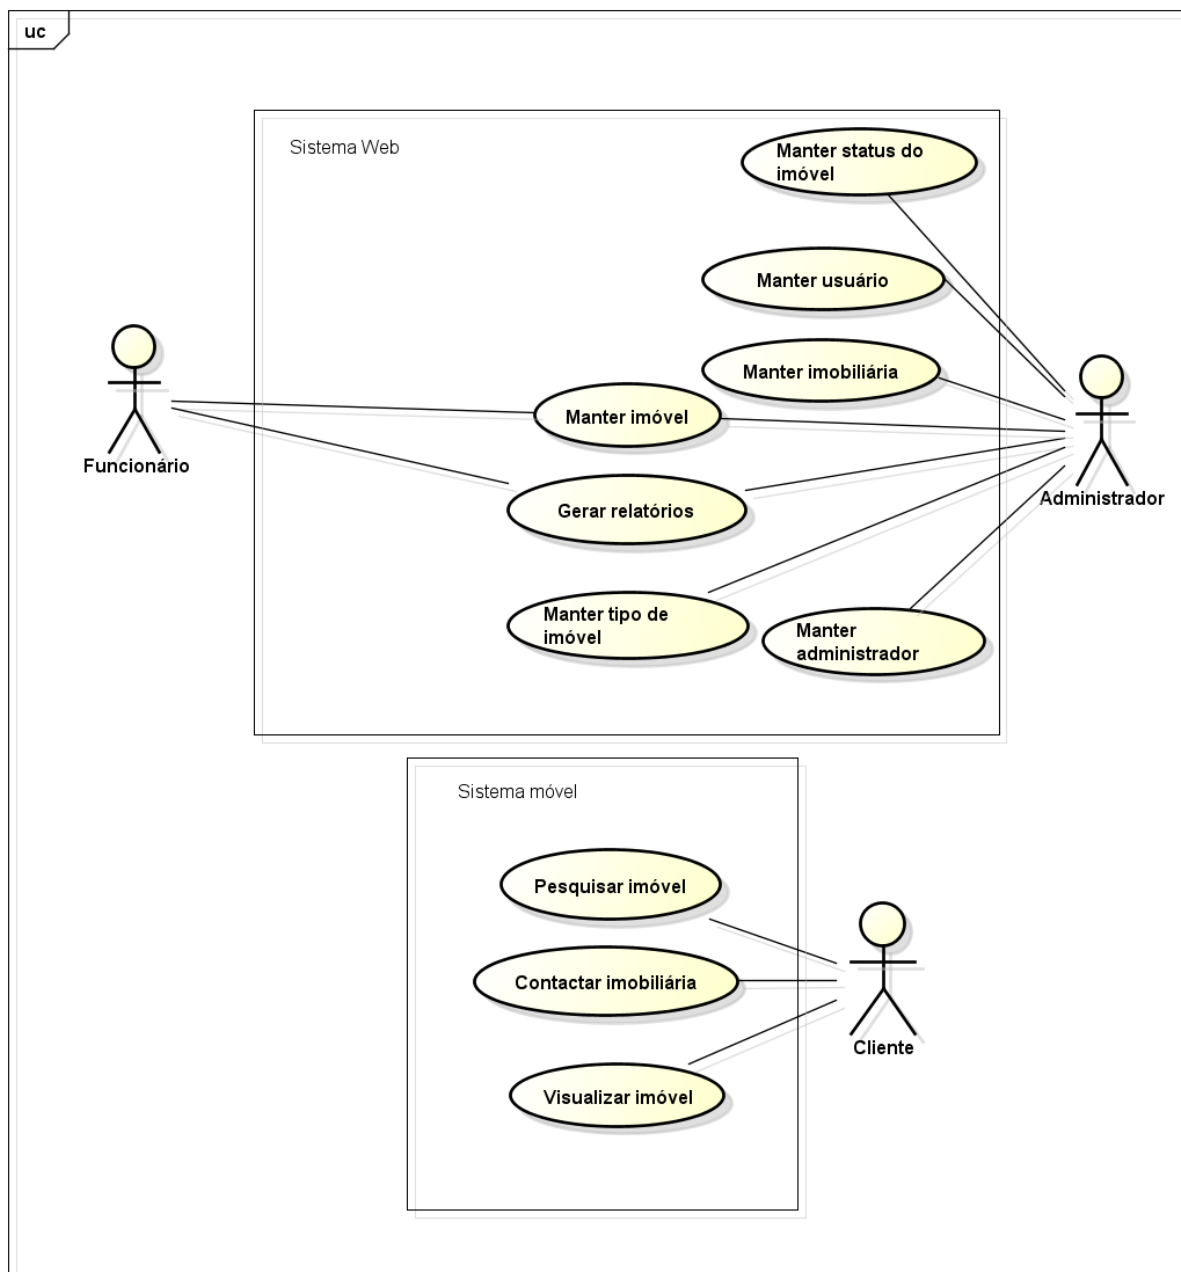 uc
Sistema Web
Manter status do
imóvel
Manter usuário
Manter imobiliária
Manter imóvel
Funcionário
Administrador
Gerar relatórios
Manter tipo de
imóvel
Manter
administrador
Sistema móvel
Pesquisar imóvel
Contactar imobiliária
Cliente
Visualizar imóvel